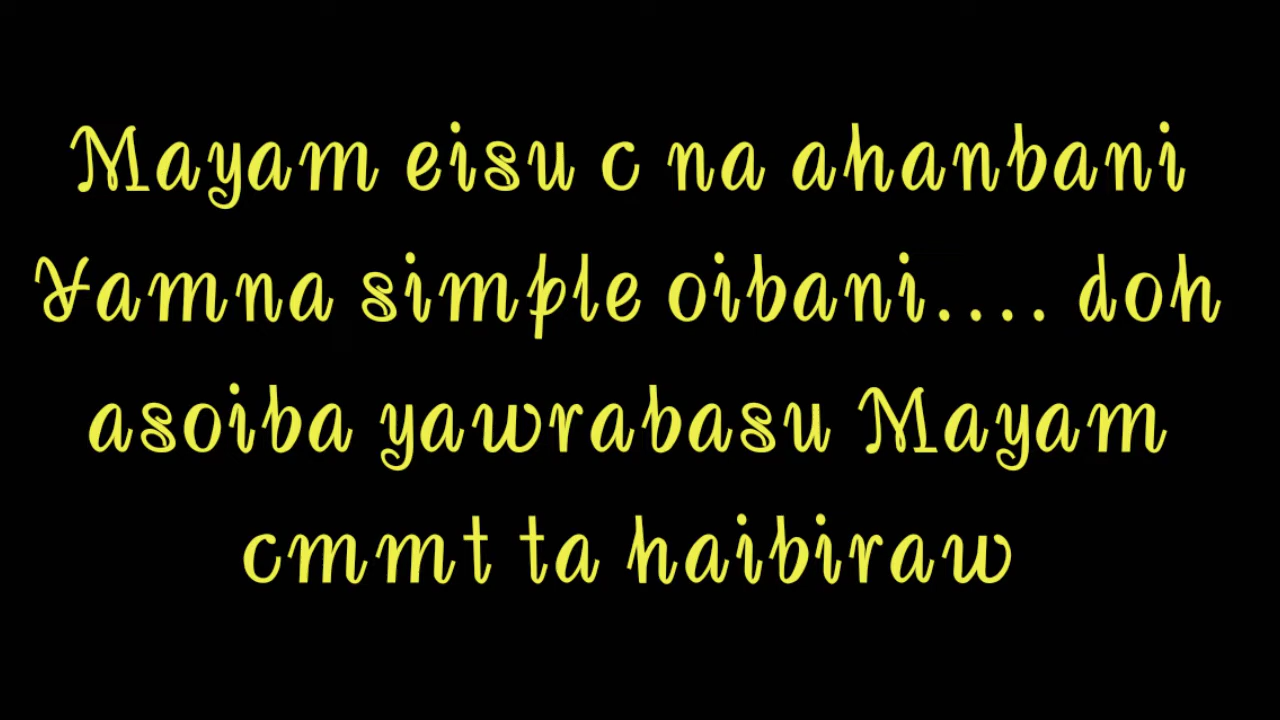 Mayam eisu c na ahanbani
Yamna simple oibani.... doh
asoiba yawrabasu Mayam
cmmt ta haibiraw